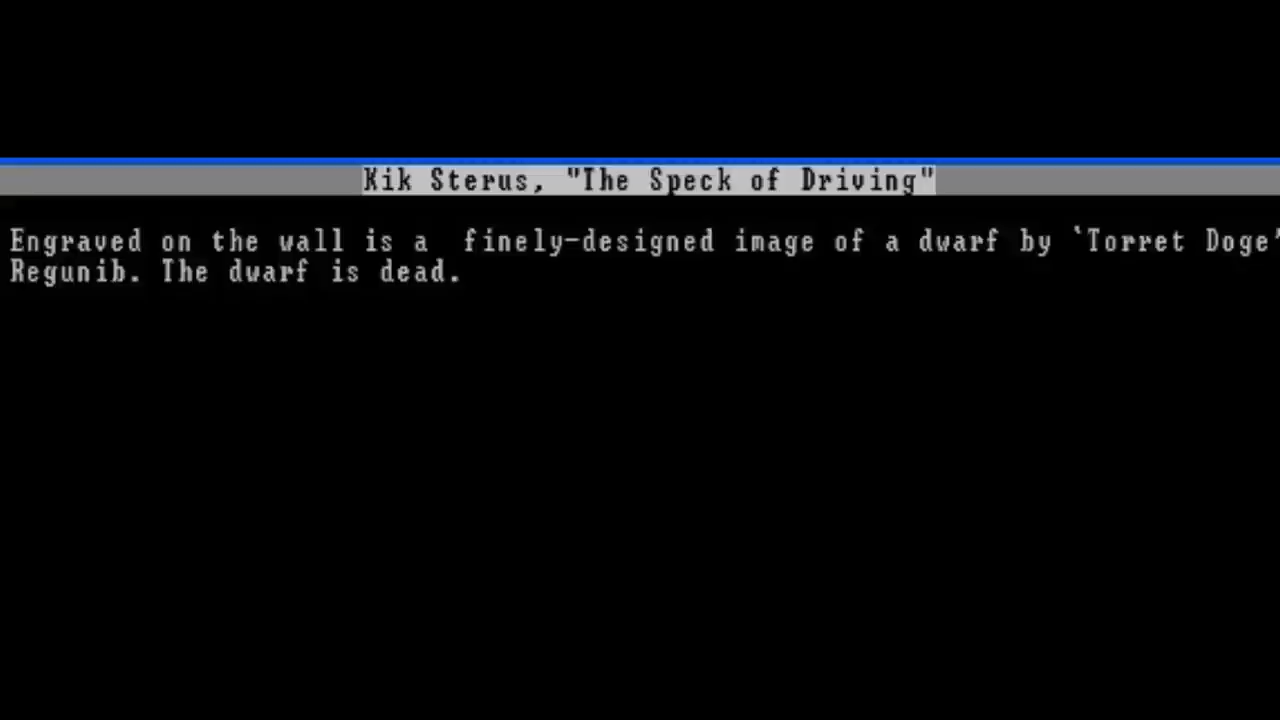 Kik Sterus, "The Speck of Driving"
Engraved on the wall is a  finely-designed image of a dwarf by `Torret Doge'
Regunib. The dwarf is dead.